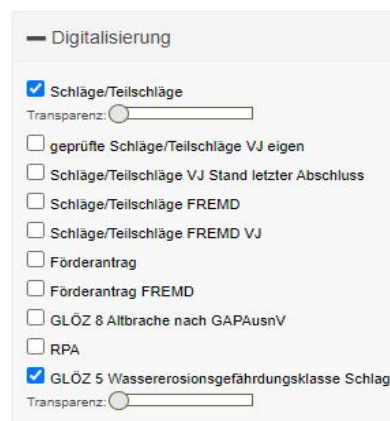 Digitalisierung
Schläge/Teilschläge
Transparenz:
geprüfte Schläge/Teilschläge VJ eigen
Schläge/Teilschläge VJ Stand letzter Abschluss
Schläge/Teilschläge FREMD
Schläge/Teilschläge FREMD VJ
Förderantrag
Förderantrag FREMD
GLÖZ 8 Altbrache nach GAPAusnV
RPA
GLÖZ 5 Wassererosionsgefährdungsklasse Schlag
Transparenz: